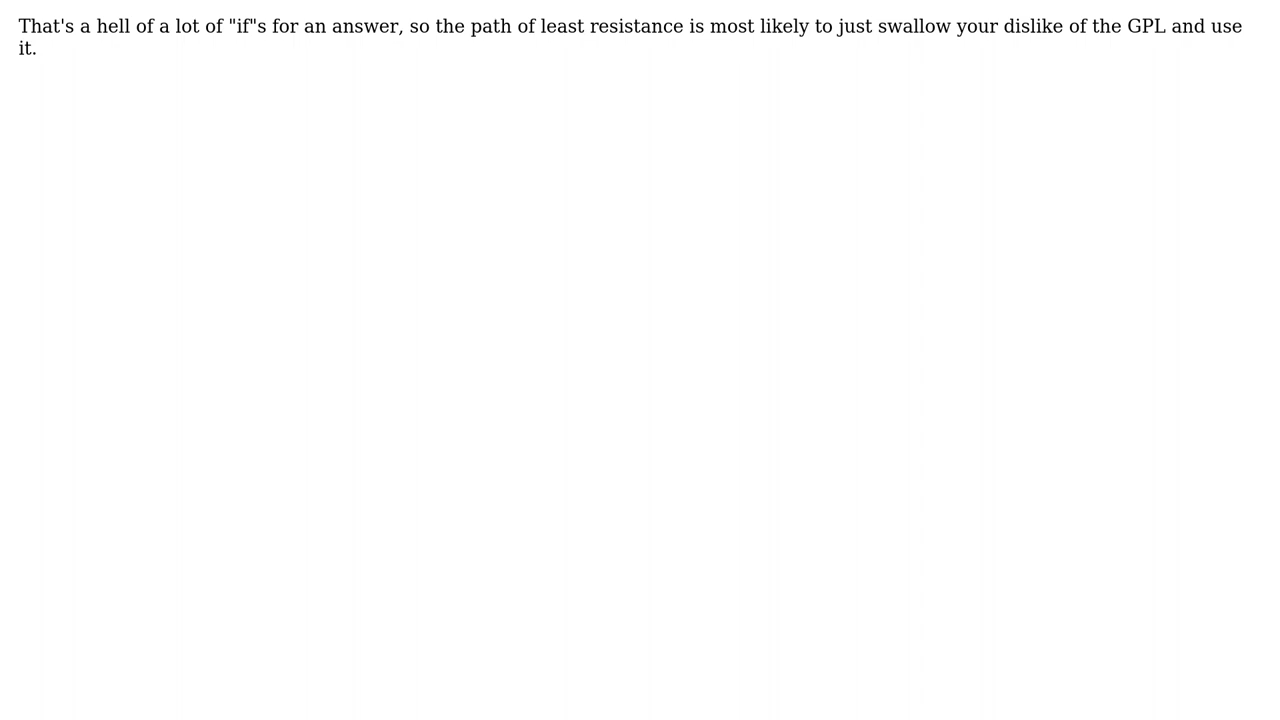 That's a hell of a lot of "if"s for an answer, so the path of least resistance is most likely to just swallow your dislike of the GPL and use
it.